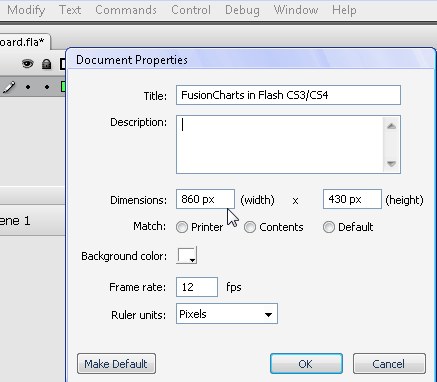 Modify Text Commands Control Debug Window Help
oard.fla*
Document Properties
Title: FusionCharts in Flash CS3/CS4
Description:
Dimensions: 860 px (width) x 430 px (height)
Match: Printer Contents Default
ene 1
Background color:
Frame rate: 12 fps
Ruler units: Pixels
Make Default OK Cancel